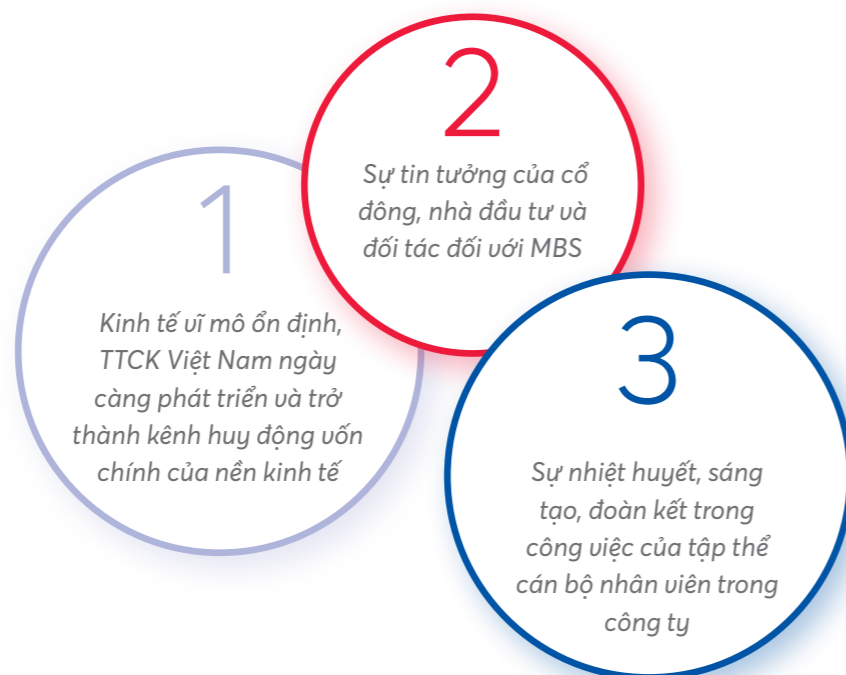 1
Kinh tế vĩ mô ổn định,
TTCK Việt Nam ngày
càng phát triển và trở
thành kênh huy động vốn
chính của nền kinh tế
2
Sự tin tưởng của cổ
đông, nhà đầu tư và
đối tác đối với MBS
3
Sự nhiệt huyết, sáng
tạo, đoàn kết trong
công việc của tập thể
cán bộ nhân viên trong
công ty